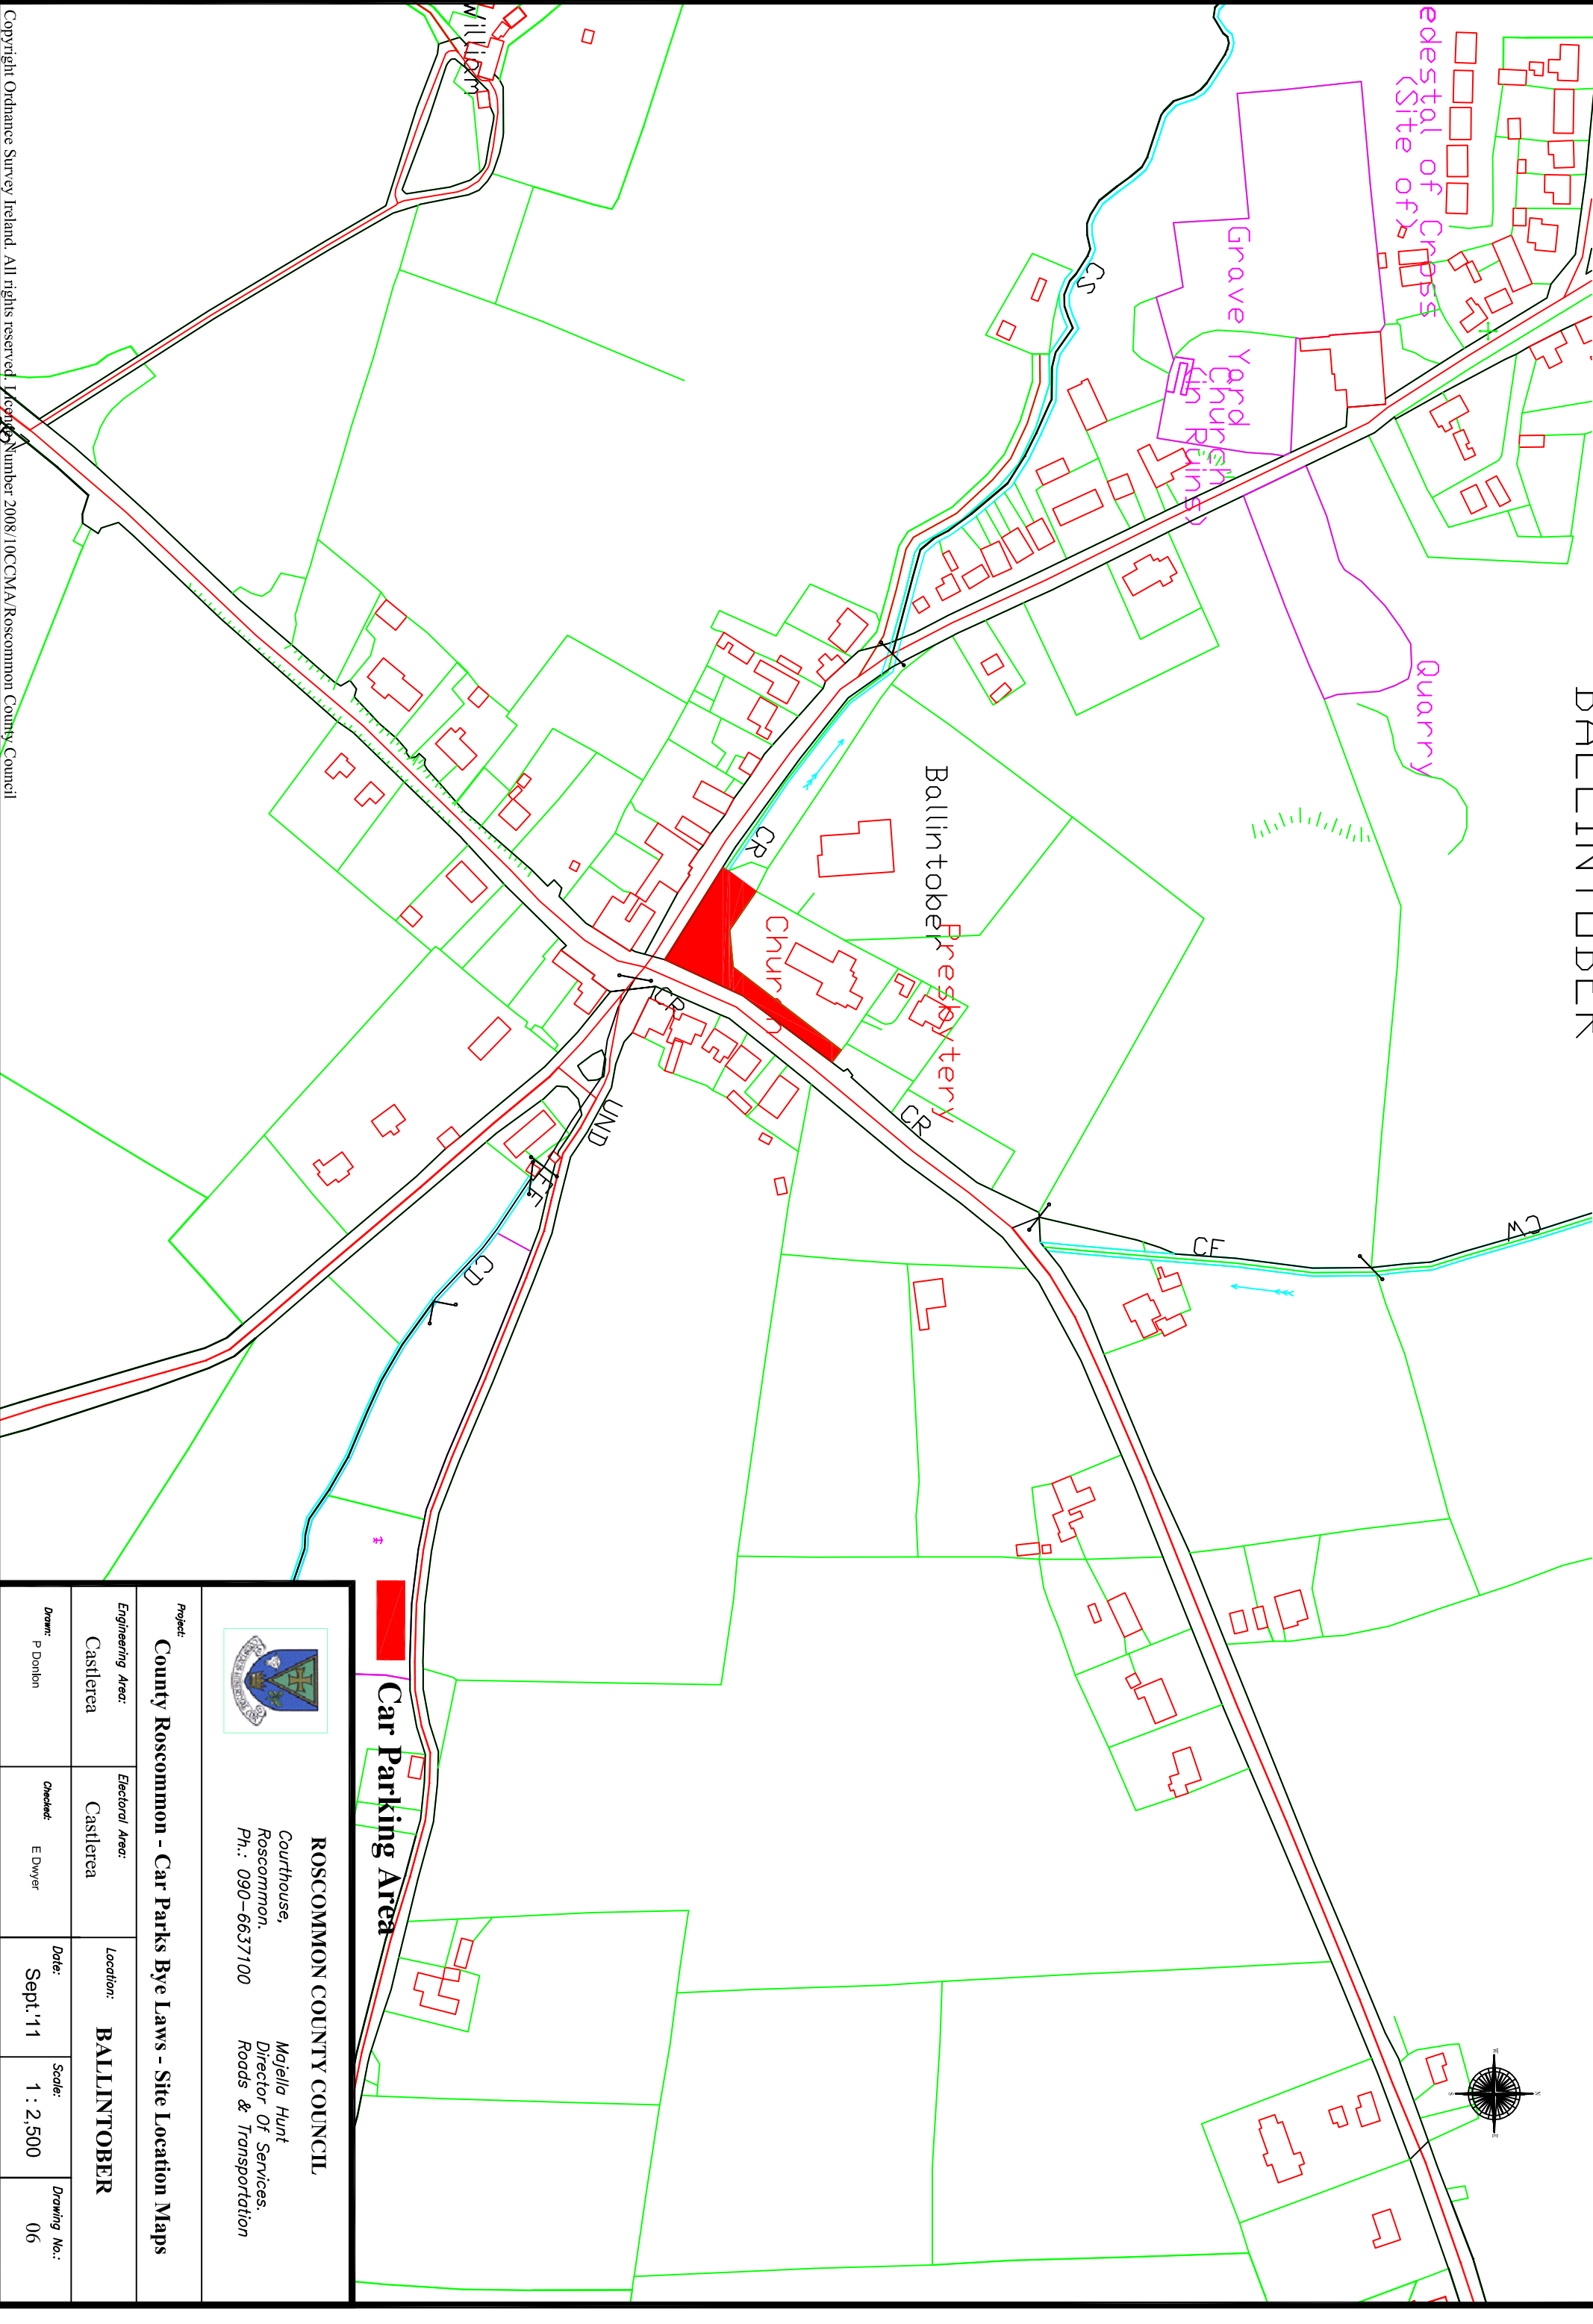 BALLINTOBER
edestal of Cross
(Site of)
Grave Yard
Church
(in Ruins)
Quarry
CS
William
Ballintober
Presbytery
Church
CR
CR
CR
UND
CD
CF
CW
Car Parking Area
ROSCOMMON COUNTY COUNCIL
Courthouse,
Roscommon.
Ph.: 090-6637100
Majella Hunt
Director Of Services.
Roads & Transportation
Project:
County Roscommon - Car Parks Bye Laws - Site Location Maps
Engineering Area:
Castlerea
Electoral Area:
Castlerea
Location:
BALLINTOBER
Drawn:
P Donlon
Checked:
E Dwyer
Date:
Sept.'11
Scale:
1 : 2,500
Drawing No.:
06
Copyright Ordnance Survey Ireland. All rights reserved. Licence Number 2008/10CCMA/Roscommon County Council